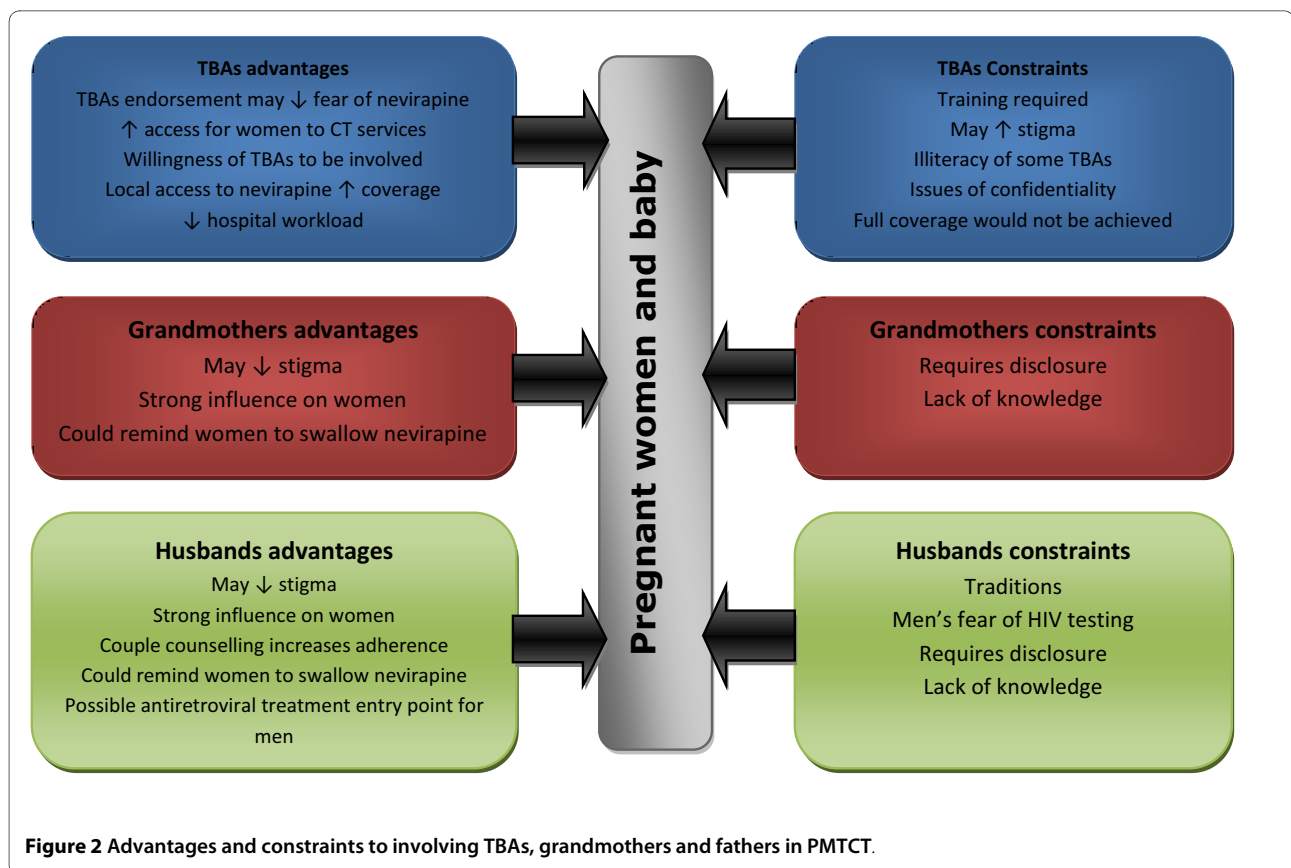 TBAs advantages
TBAs endorsement may ↓ fear of nevirapine
↑ access for women to CT services
Willingness of TBAs to be involved
Local access to nevirapine ↑ coverage
↓ hospital workload
TBAs Constraints
Training required
May ↑ stigma
Illiteracy of some TBAs
Issues of confidentiality
Full coverage would not be achieved
Pregnant women and baby
Grandmothers advantages
May ↓ stigma
Strong influence on women
Could remind women to swallow nevirapine
Grandmothers constraints
Requires disclosure
Lack of knowledge
Husbands advantages
May ↓ stigma
Strong influence on women
Couple counselling increases adherence
Could remind women to swallow nevirapine
Possible antiretroviral treatment entry point for
men
Husbands constraints
Traditions
Men’s fear of HIV testing
Requires disclosure
Lack of knowledge
Figure 2 Advantages and constraints to involving TBAs, grandmothers and fathers in PMTCT.